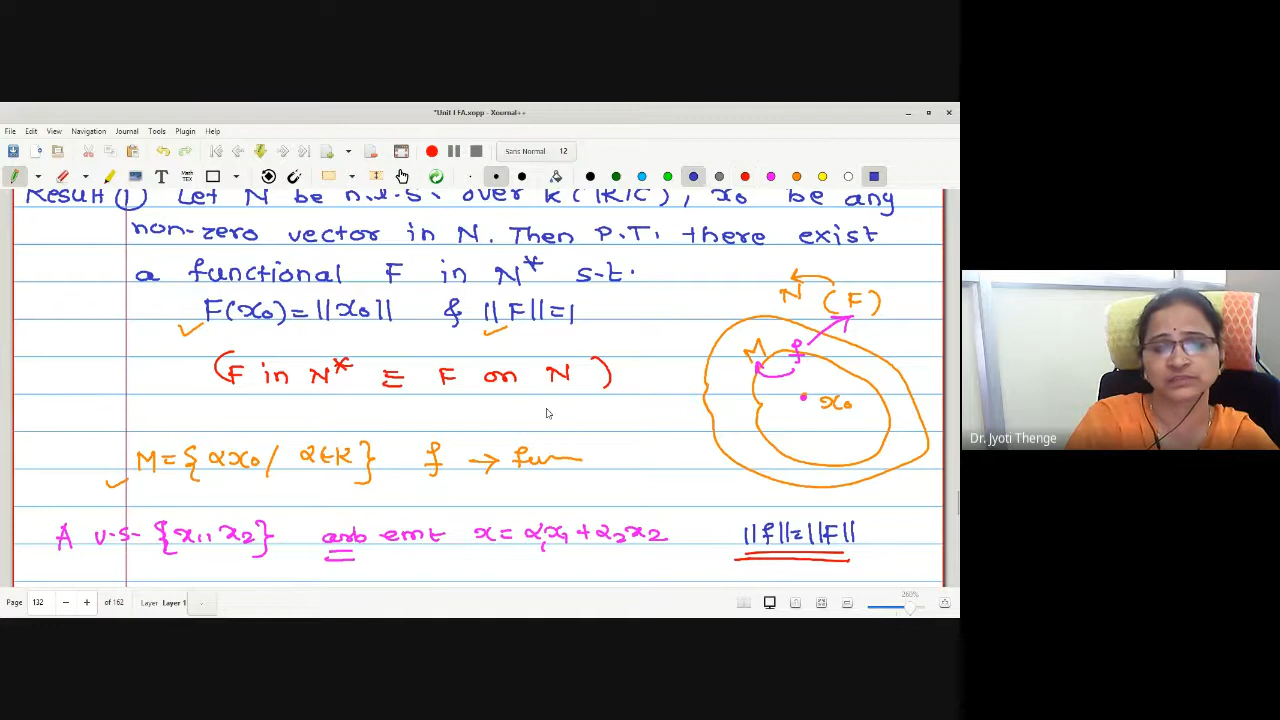 *Unit I FA.xopp - Xournal++
File Edit View Navigation Journal Tools Plugin Help
Sans Normal 12
Result ① Let N be n.l.s. over K(IR/C), x₀ be any
non-zero vector in N. Then P.T. there exist
a functional F in N* s.t.
F(x₀)=||x₀|| & ||F||=1
N (F)
M f
x₀
(F in N* ≡ F on N )
M={αx₀/ α∈K} f →
A v.s. {x₁, x₂} arb emt x = α₁x₁+α₂x₂ ||f||=||F||
Page 132 of 162 Layer Layer 1 260%
Dr. Jyoti Thenge